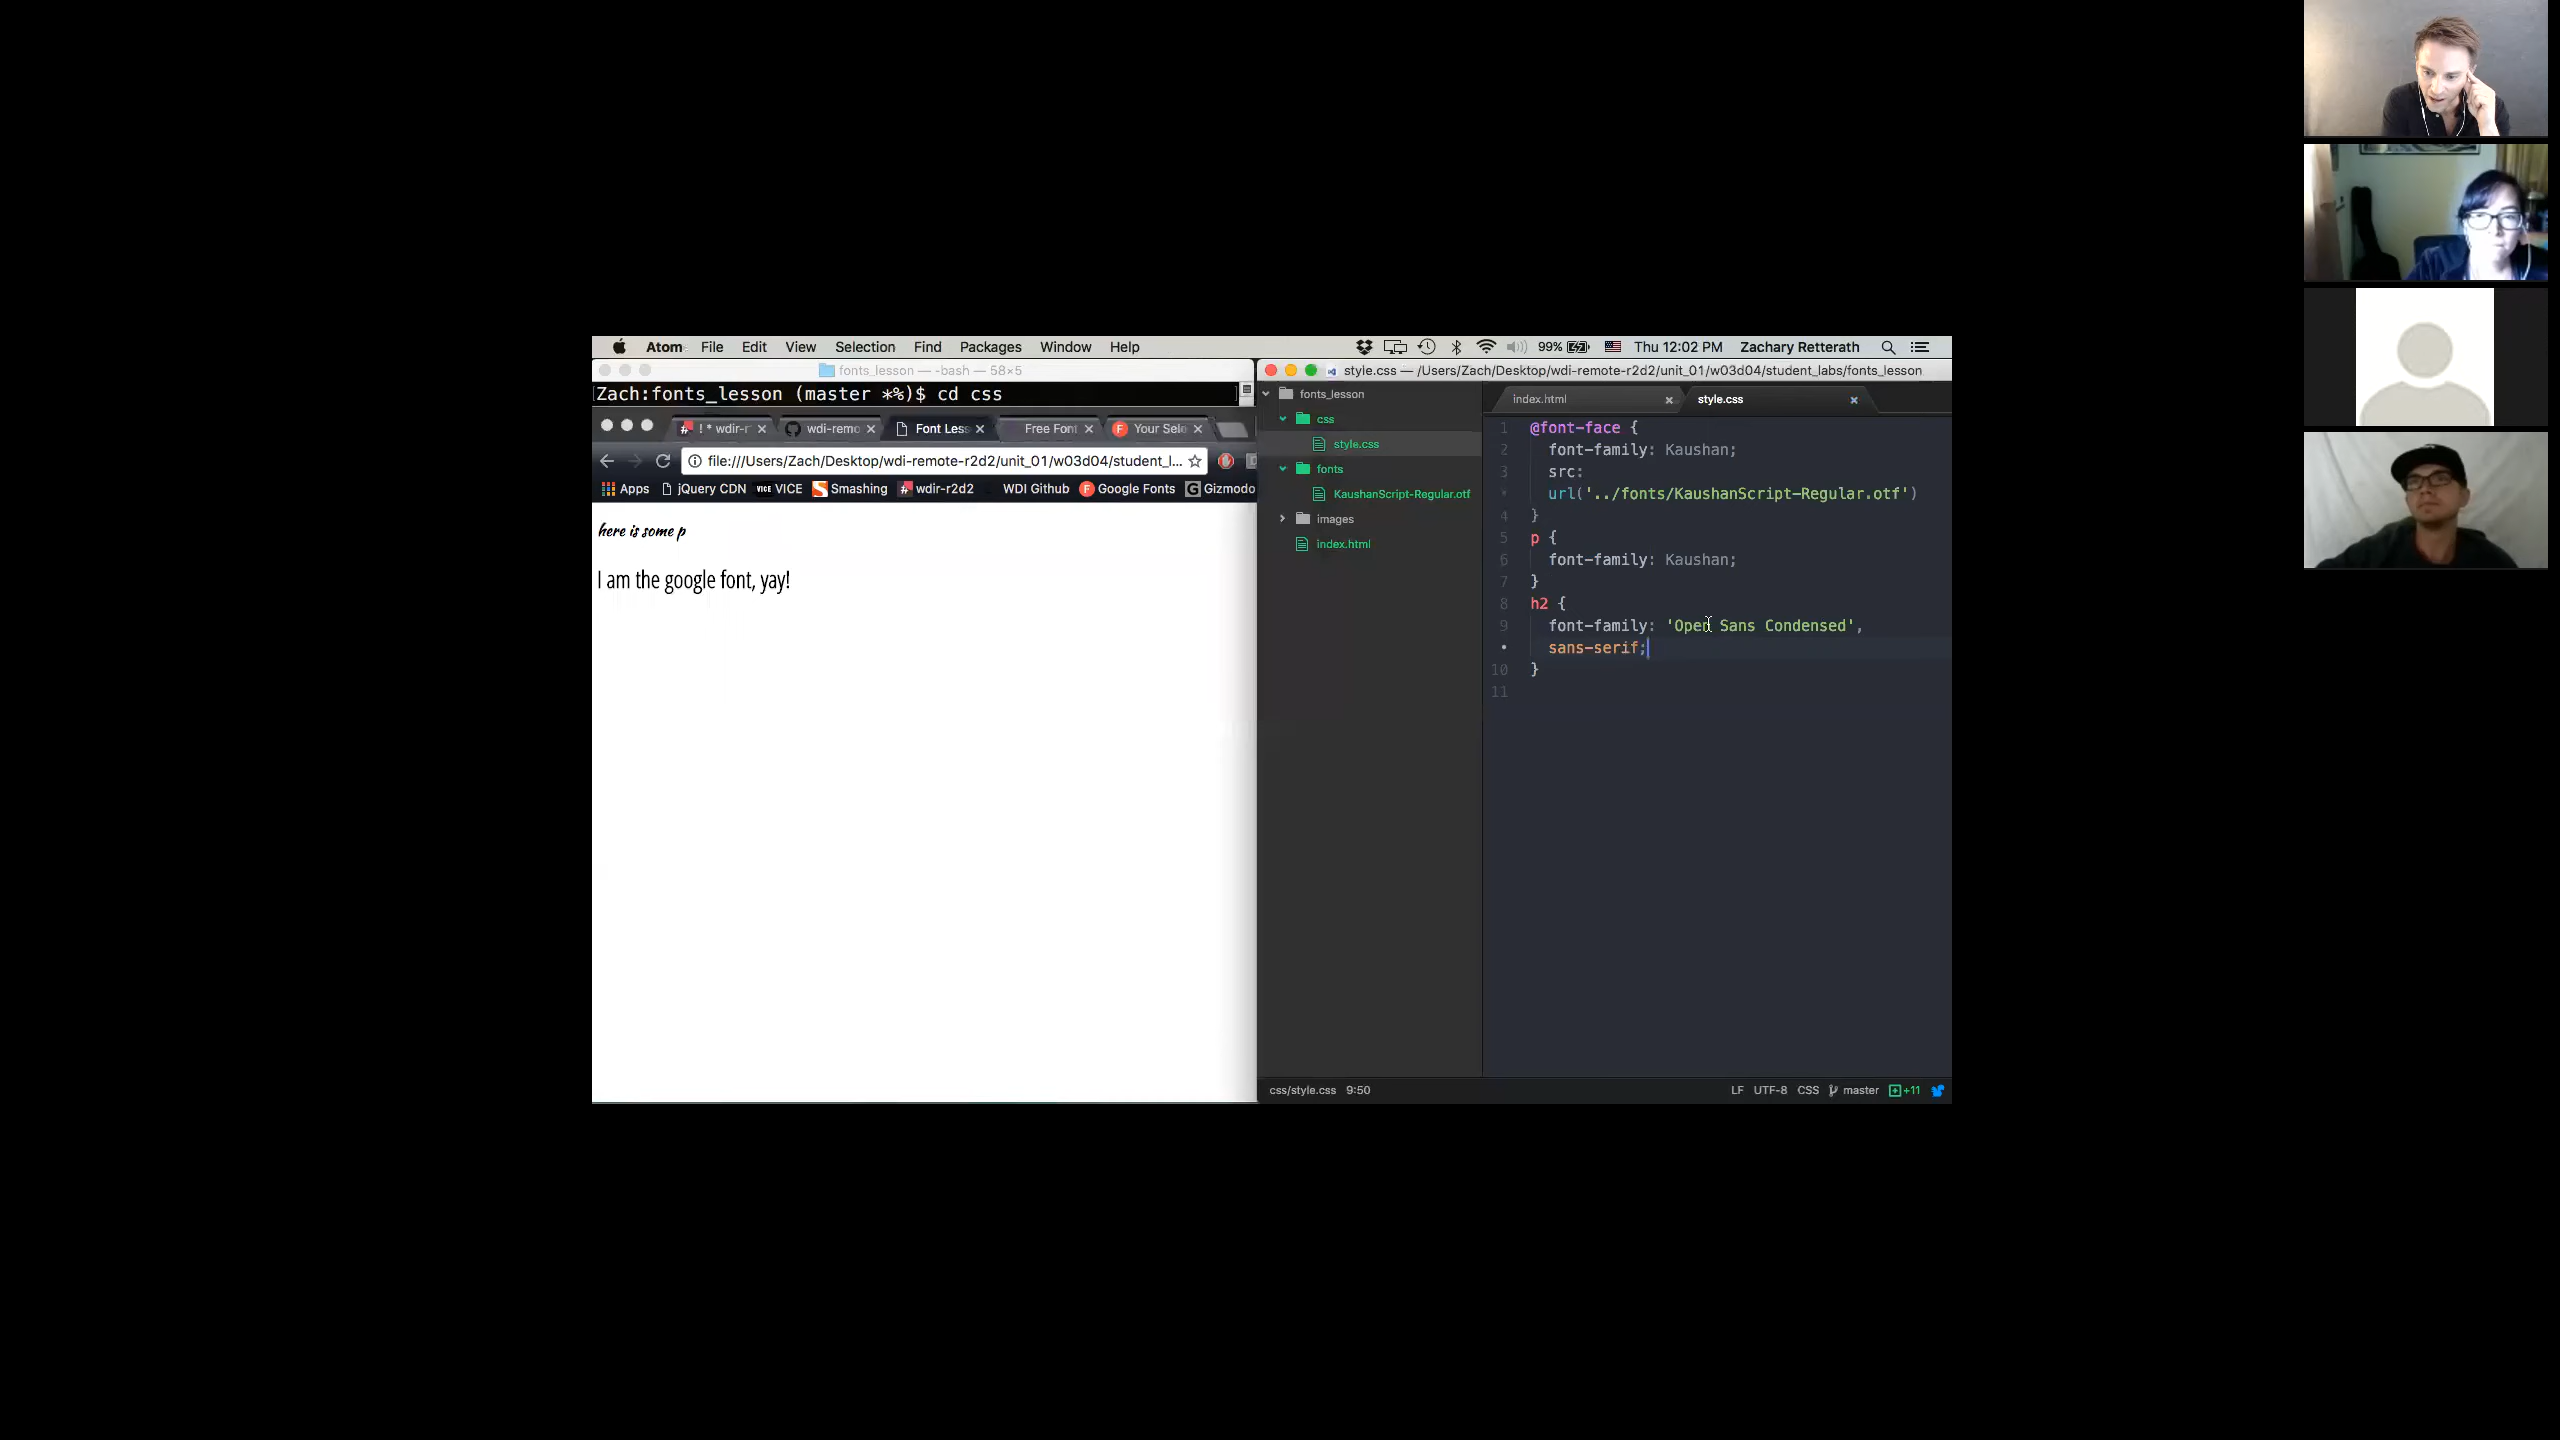 Atom File Edit View Selection Find Packages Window Help 99% Thu 12:02 PM Zachary Retterath
fonts_lesson — -bash — 58×5
Zach:fonts_lesson (master *%)$ cd css
! * wdir-r wdi-remo Font Less Free Font Your Sele
file:///Users/Zach/Desktop/wdi-remote-r2d2/unit_01/w03d04/student_l...
Apps jQuery CDN VICE VICE Smashing wdir-r2d2 WDI Github Google Fonts Gizmodo
here is some p
I am the google font, yay!
style.css — /Users/Zach/Desktop/wdi-remote-r2d2/unit_01/w03d04/student_labs/fonts_lesson
fonts_lesson
css
style.css
fonts
KaushanScript-Regular.otf
images
index.html
index.html style.css
1 @font-face {
2 font-family: Kaushan;
3 src:
• url('../fonts/KaushanScript-Regular.otf')
4 }
5 p {
6 font-family: Kaushan;
7 }
8 h2 {
9 font-family: 'Open Sans Condensed',
• sans-serif;
10 }
11
css/style.css 9:50 LF UTF-8 CSS master +11